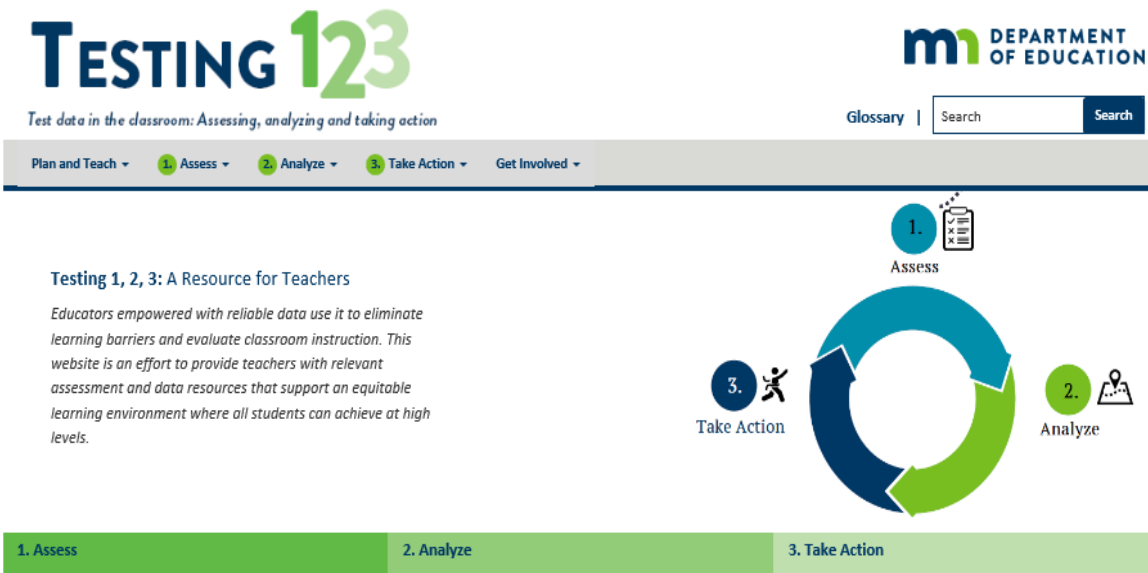 TESTING 123
Test data in the classroom: Assessing, analyzing and taking action
mn DEPARTMENT
OF EDUCATION
Glossary | Search Search
Plan and Teach 1. Assess 2. Analyze 3. Take Action Get Involved
Testing 1, 2, 3: A Resource for Teachers
Educators empowered with reliable data use it to eliminate
learning barriers and evaluate classroom instruction. This
website is an effort to provide teachers with relevant
assessment and data resources that support an equitable
learning environment where all students can achieve at high
levels.
1.
Assess
2.
Analyze
3.
Take Action
1. Assess 2. Analyze 3. Take Action